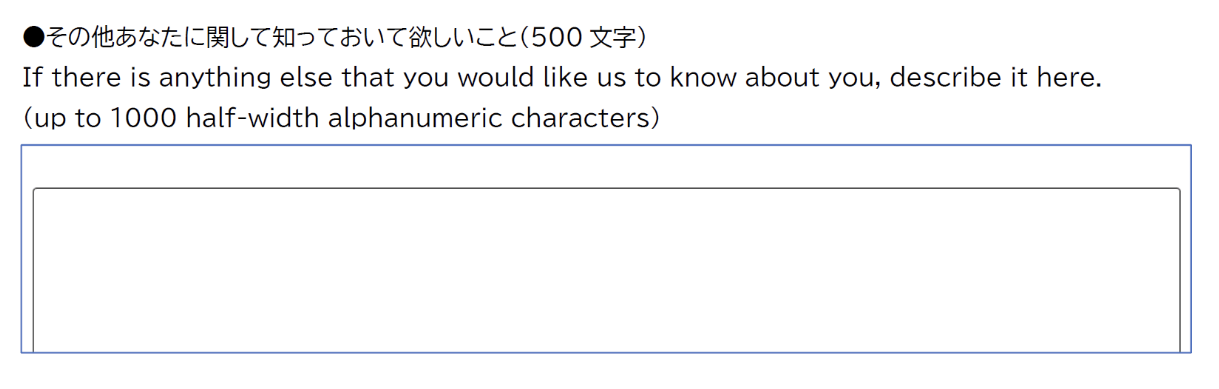 ●その他あなたに関して知っておいて欲しいこと(500 文字)
If there is anything else that you would like us to know about you, describe it here.
(up to 1000 half-width alphanumeric characters)